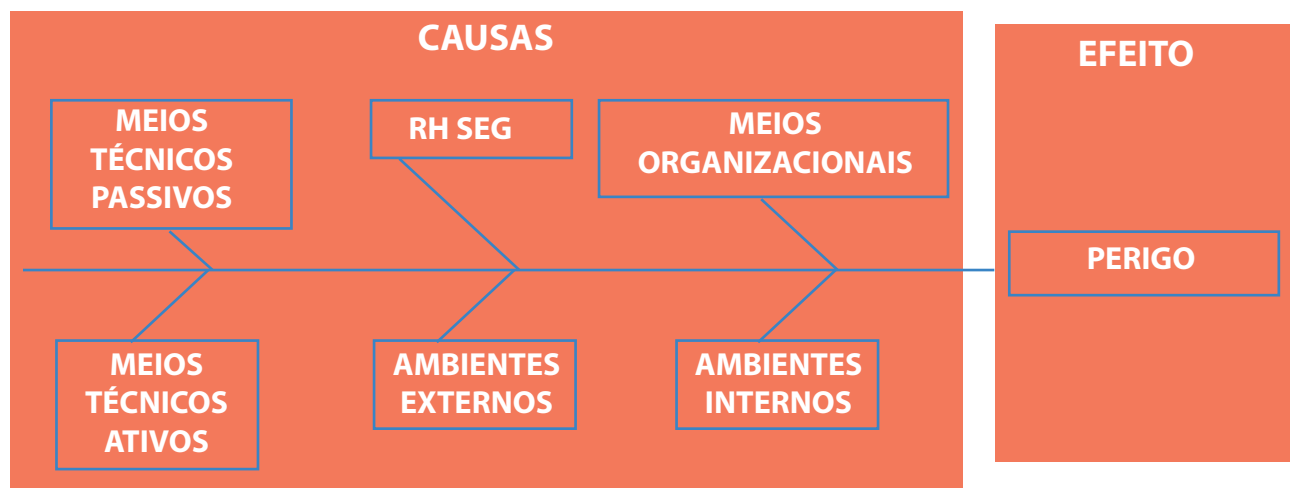 CAUSAS
EFEITO
MEIOS
TÉCNICOS
PASSIVOS
RH SEG
MEIOS
ORGANIZACIONAIS
PERIGO
MEIOS
TÉCNICOS
ATIVOS
AMBIENTES
EXTERNOS
AMBIENTES
INTERNOS